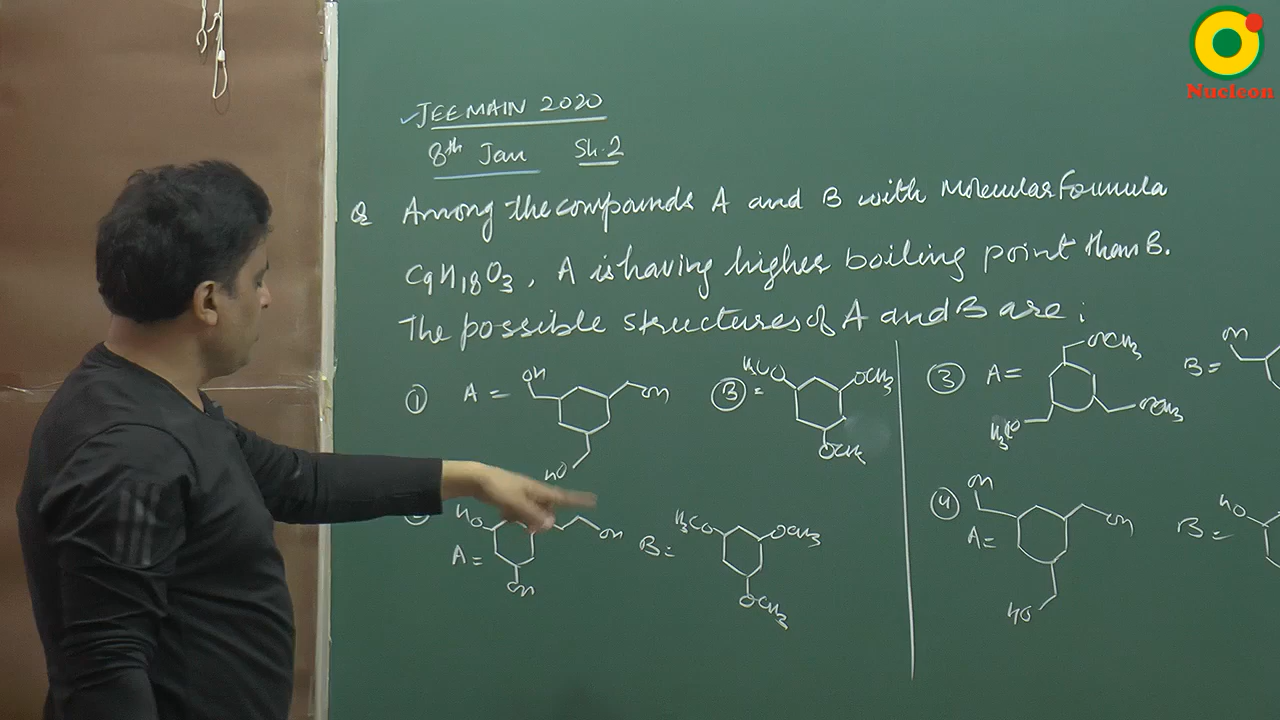 Nucleon
JEE MAIN 2020
8th Jan Sh.2
Q Among the compounds A and B with Molecular Formula
C9H18O3, A is having higher boiling point than B.
The possible structures of A and B are :
① A = OH OH HO
Ⓑ = H3CO OCH3 OCH3
③ A = OCH3 H3CO OCH3
B = OH
A = HO OH OH
B = H3CO OCH3 OCH3
④ A = OH OH HO
B = HO